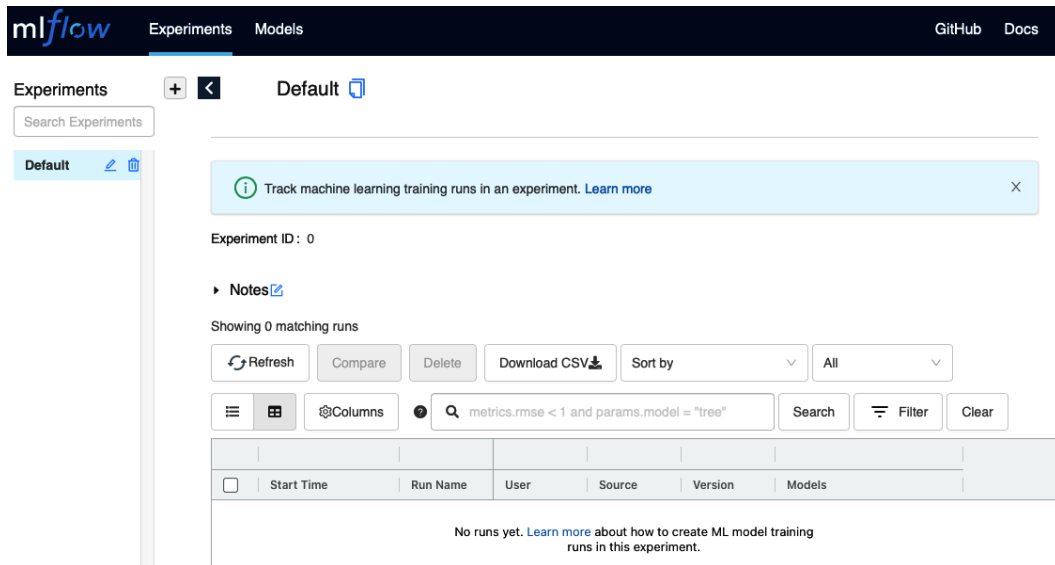 mlflow Experiments Models GitHub Docs
Experiments
Default
Search Experiments
Default
Track machine learning training runs in an experiment. Learn more
Experiment ID: 0
Notes
Showing 0 matching runs
Refresh Compare Delete Download CSV Sort by All
Columns metrics.rmse < 1 and params.model = "tree" Search Filter Clear
Start Time Run Name User Source Version Models
No runs yet. Learn more about how to create ML model training
runs in this experiment.